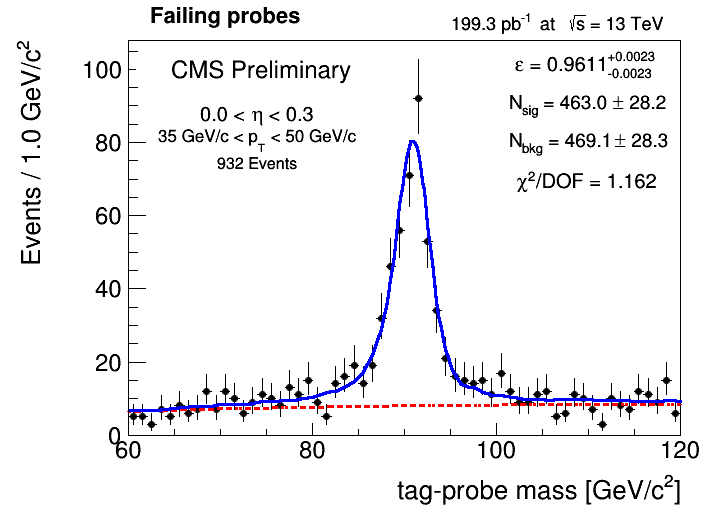 Failing probes
199.3 pb⁻¹ at √s = 13 TeV
CMS Preliminary
ε = 0.9611 +0.0023 -0.0023
0.0 < η < 0.3
N_sig = 463.0 ± 28.2
35 GeV/c < p_T < 50 GeV/c
N_bkg = 469.1 ± 28.3
932 Events
χ²/DOF = 1.162
Events / 1.0 GeV/c²
100
80
60
40
20
0
60 80 100 120
tag-probe mass [GeV/c²]